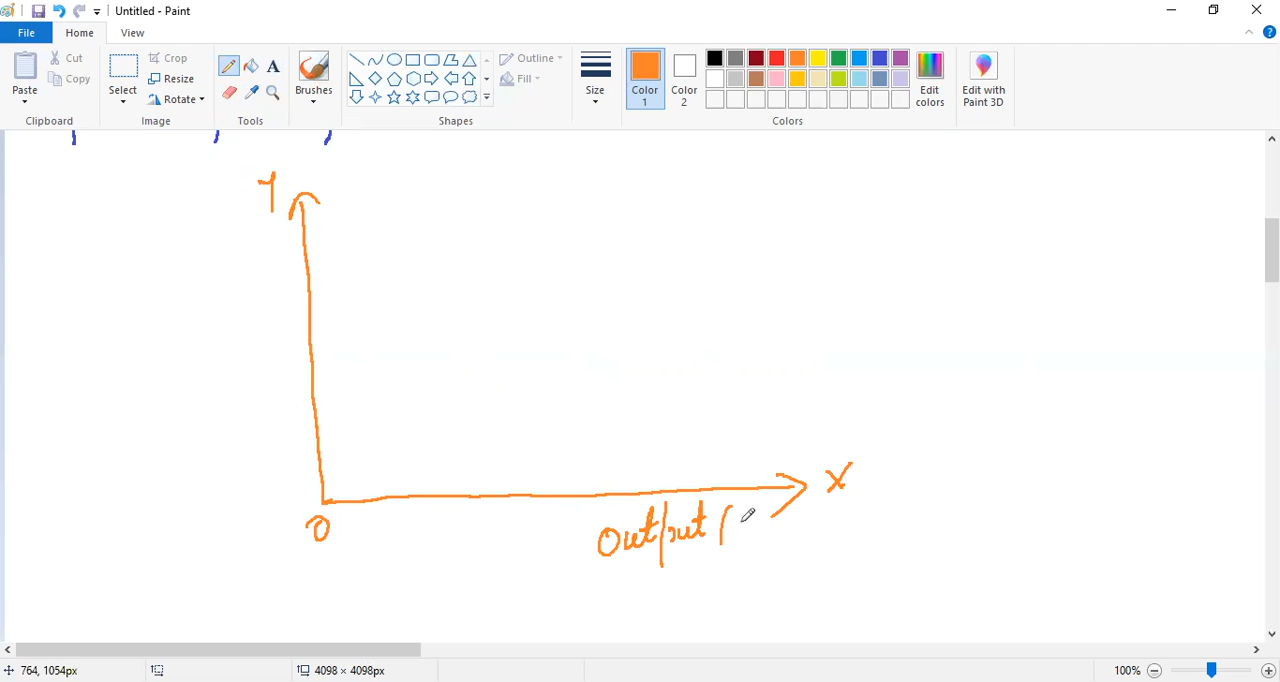 Untitled - Paint
File Home View
Cut
Copy
Paste
Clipboard
Select
Crop
Resize
Rotate
Image
Tools
Brushes
Shapes
Outline
Fill
Size
Color 1
Color 2
Colors
Edit colors
Edit with Paint 3D
Y
X
O
Output (
764, 1054px
4098 × 4098px
100%